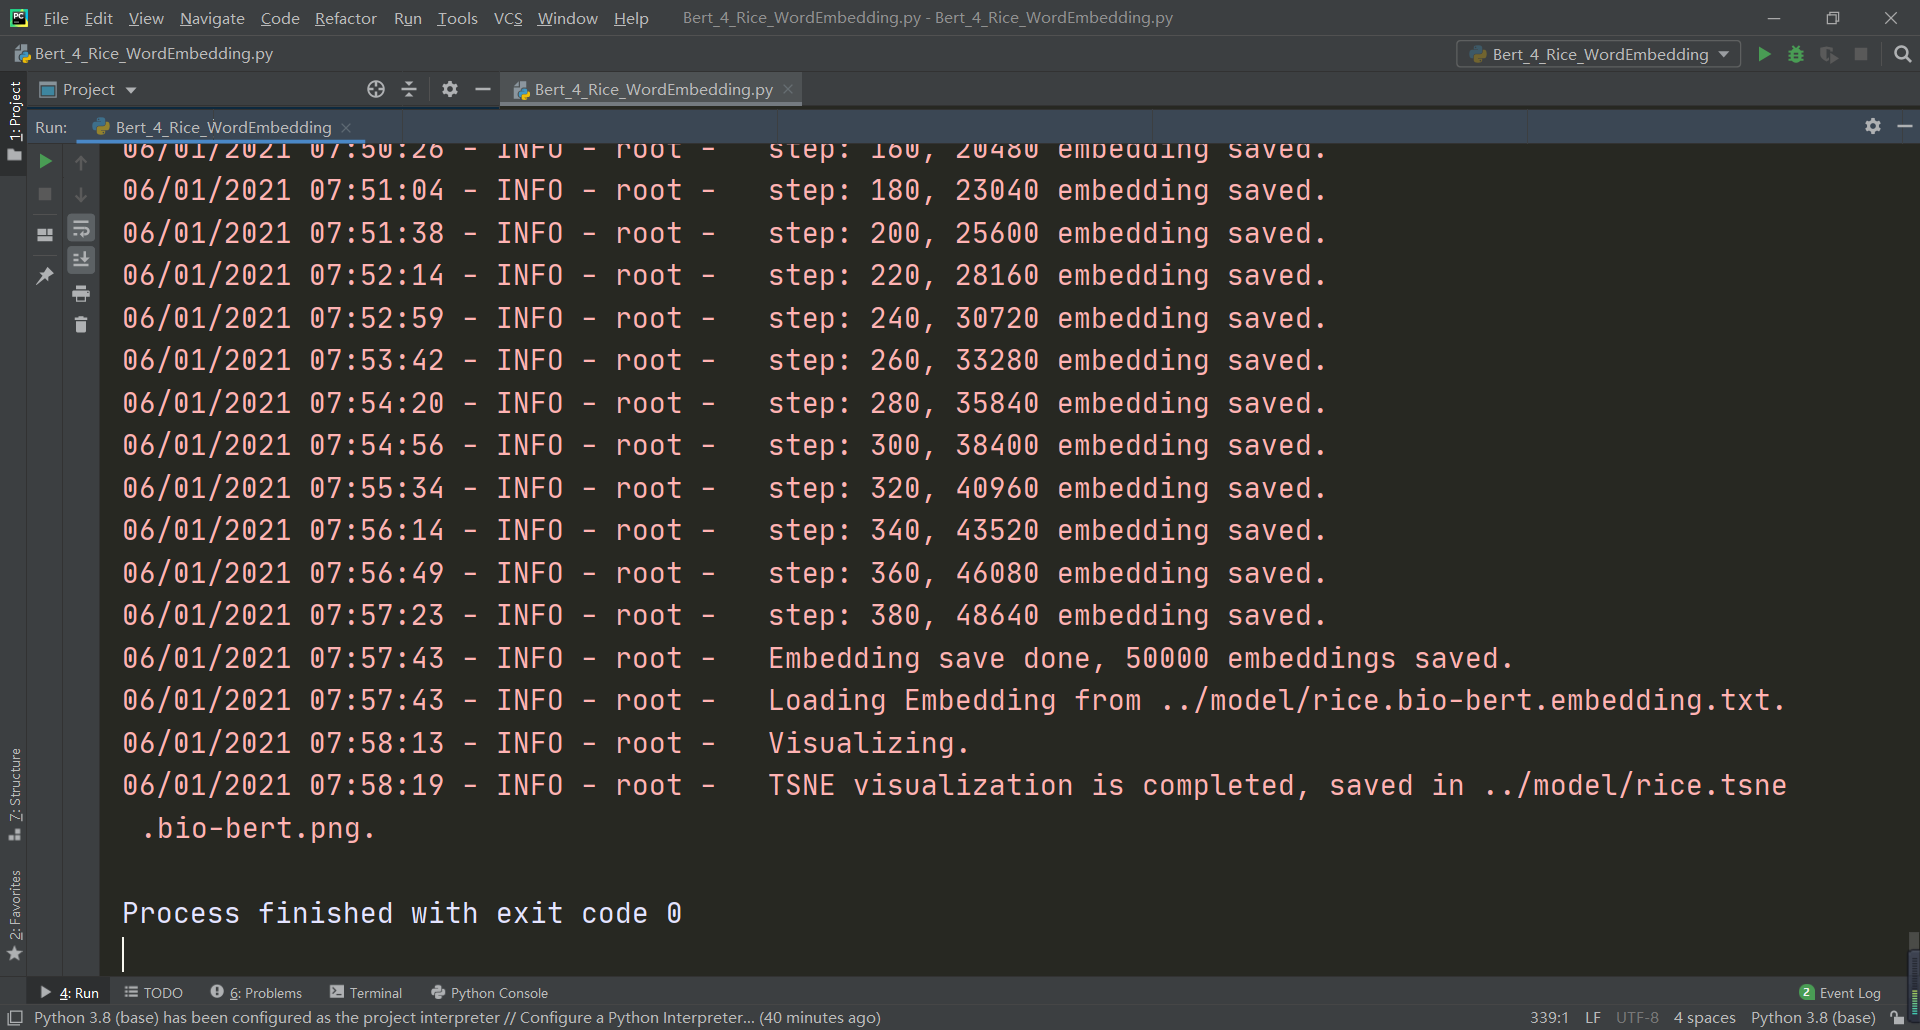 File Edit View Navigate Code Refactor Run Tools VCS Window Help Bert_4_Rice_WordEmbedding.py - Bert_4_Rice_WordEmbedding.py
Bert_4_Rice_WordEmbedding.py Bert_4_Rice_WordEmbedding
1: Project
Project Bert_4_Rice_WordEmbedding.py
Run: Bert_4_Rice_WordEmbedding
06/01/2021 07:50:26 - INFO - root - step: 160, 20480 embedding saved.
06/01/2021 07:51:04 - INFO - root - step: 180, 23040 embedding saved.
06/01/2021 07:51:38 - INFO - root - step: 200, 25600 embedding saved.
06/01/2021 07:52:14 - INFO - root - step: 220, 28160 embedding saved.
06/01/2021 07:52:59 - INFO - root - step: 240, 30720 embedding saved.
06/01/2021 07:53:42 - INFO - root - step: 260, 33280 embedding saved.
06/01/2021 07:54:20 - INFO - root - step: 280, 35840 embedding saved.
06/01/2021 07:54:56 - INFO - root - step: 300, 38400 embedding saved.
06/01/2021 07:55:34 - INFO - root - step: 320, 40960 embedding saved.
06/01/2021 07:56:14 - INFO - root - step: 340, 43520 embedding saved.
06/01/2021 07:56:49 - INFO - root - step: 360, 46080 embedding saved.
06/01/2021 07:57:23 - INFO - root - step: 380, 48640 embedding saved.
06/01/2021 07:57:43 - INFO - root - Embedding save done, 50000 embeddings saved.
06/01/2021 07:57:43 - INFO - root - Loading Embedding from ../model/rice.bio-bert.embedding.txt.
06/01/2021 07:58:13 - INFO - root - Visualizing.
06/01/2021 07:58:19 - INFO - root - TSNE visualization is completed, saved in ../model/rice.tsne
.bio-bert.png.
Process finished with exit code 0
7: Structure
2: Favorites
4: Run TODO 6: Problems Terminal Python Console 2 Event Log
Python 3.8 (base) has been configured as the project interpreter // Configure a Python Interpreter... (40 minutes ago) 339:1 LF UTF-8 4 spaces Python 3.8 (base)